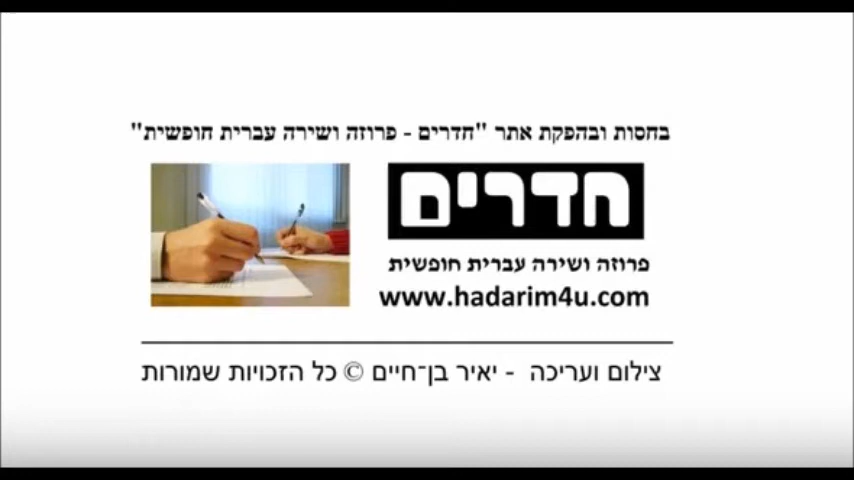 בחסות ובהפקת אתר "חדרים - פרוזה ושירה עברית חופשית"
חדרים
פרוזה ושירה עברית חופשית
www.hadarim4u.com
צילום ועריכה - יאיר בן־חיים © כל הזכויות שמורות